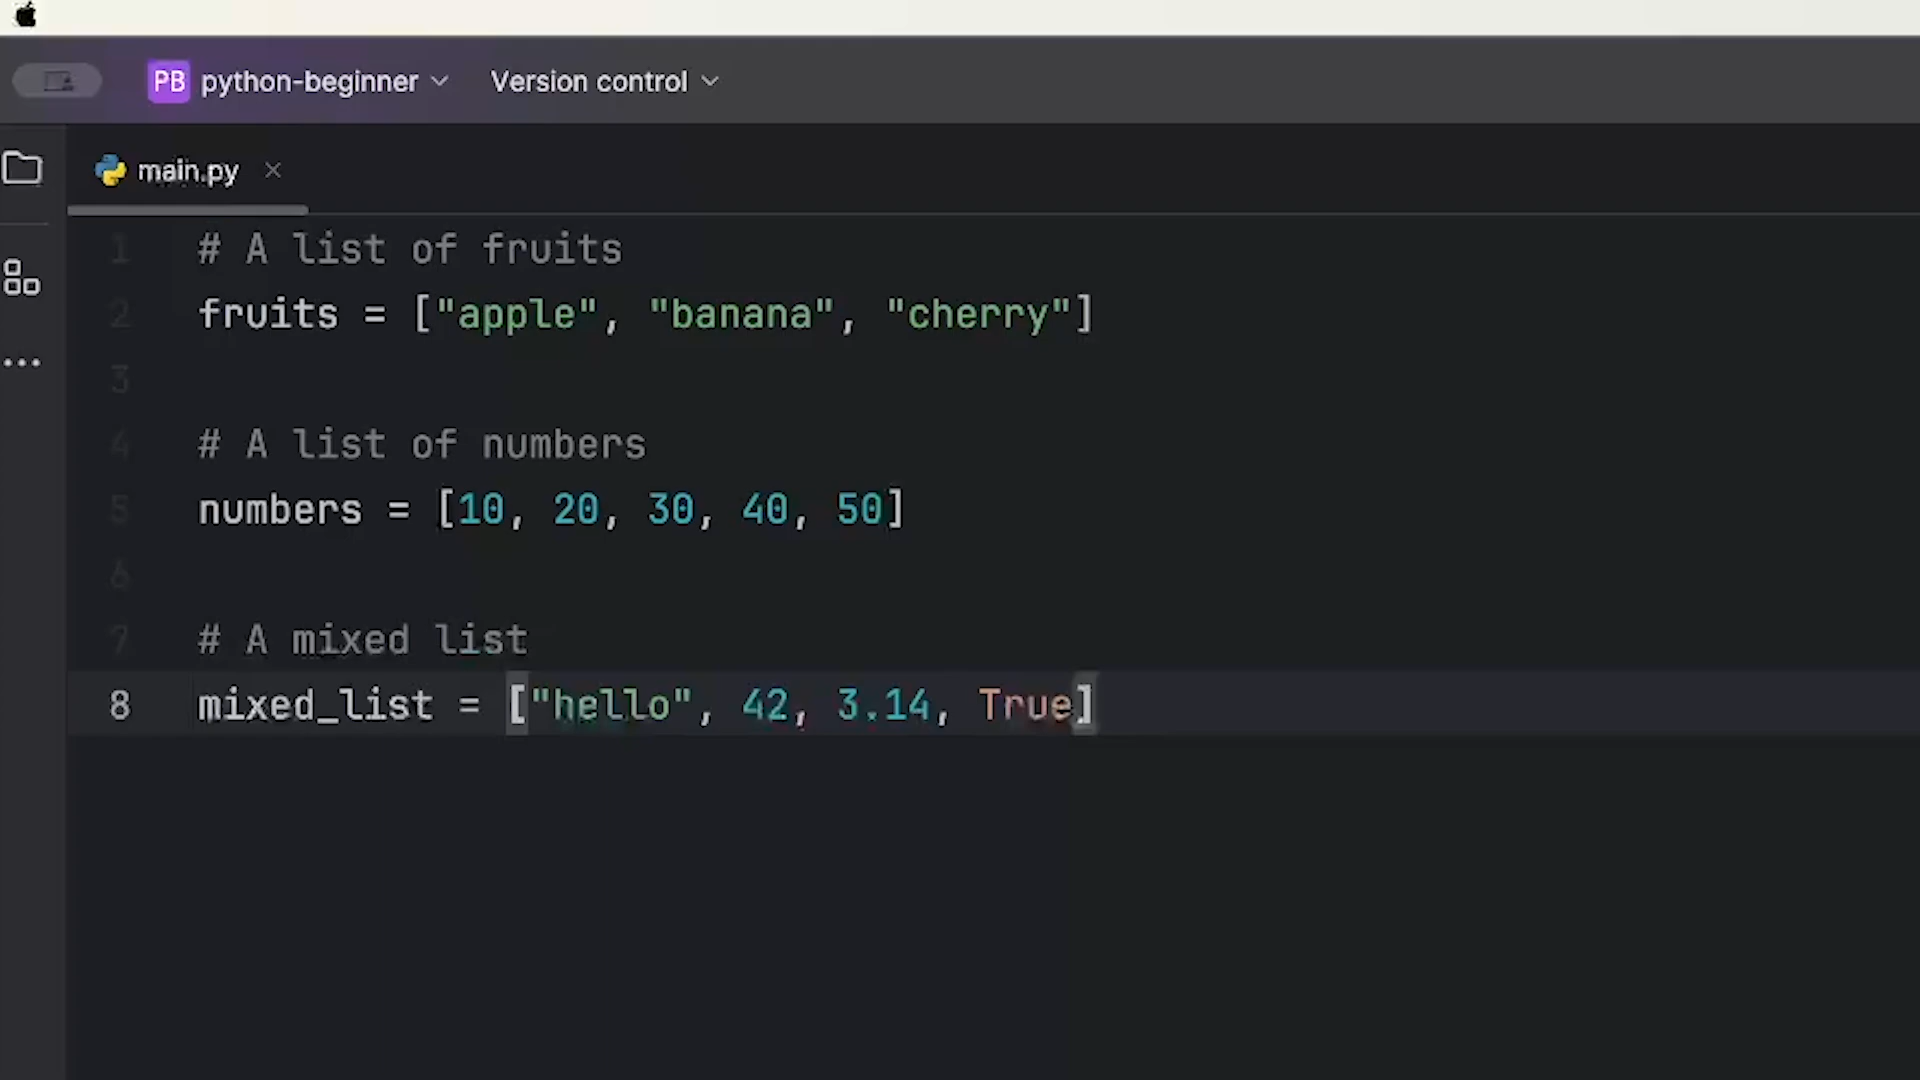 PB python-beginner Version control
main.py
1 # A list of fruits
2 fruits = ["apple", "banana", "cherry"]
3
4 # A list of numbers
5 numbers = [10, 20, 30, 40, 50]
6
7 # A mixed list
8 mixed_list = ["hello", 42, 3.14, True]